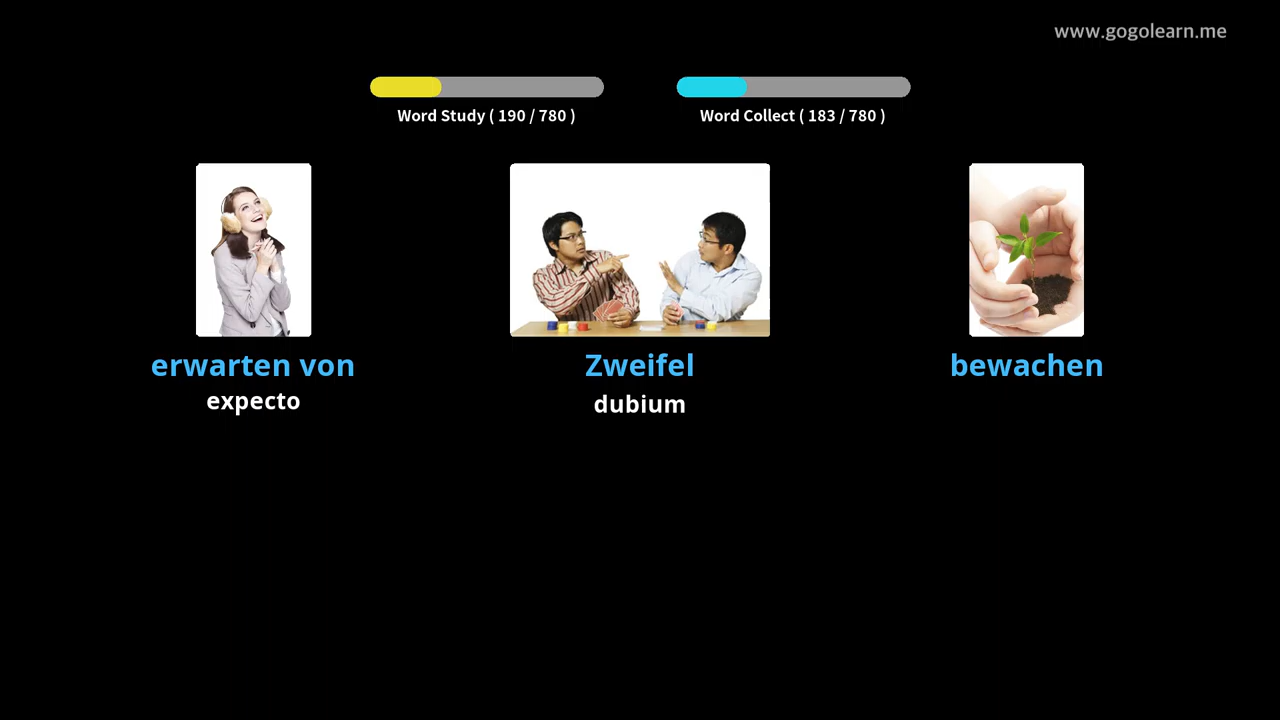 www.gogolearn.me
Word Study ( 190 / 780 )
Word Collect ( 183 / 780 )
erwarten von
expecto
Zweifel
dubium
bewachen